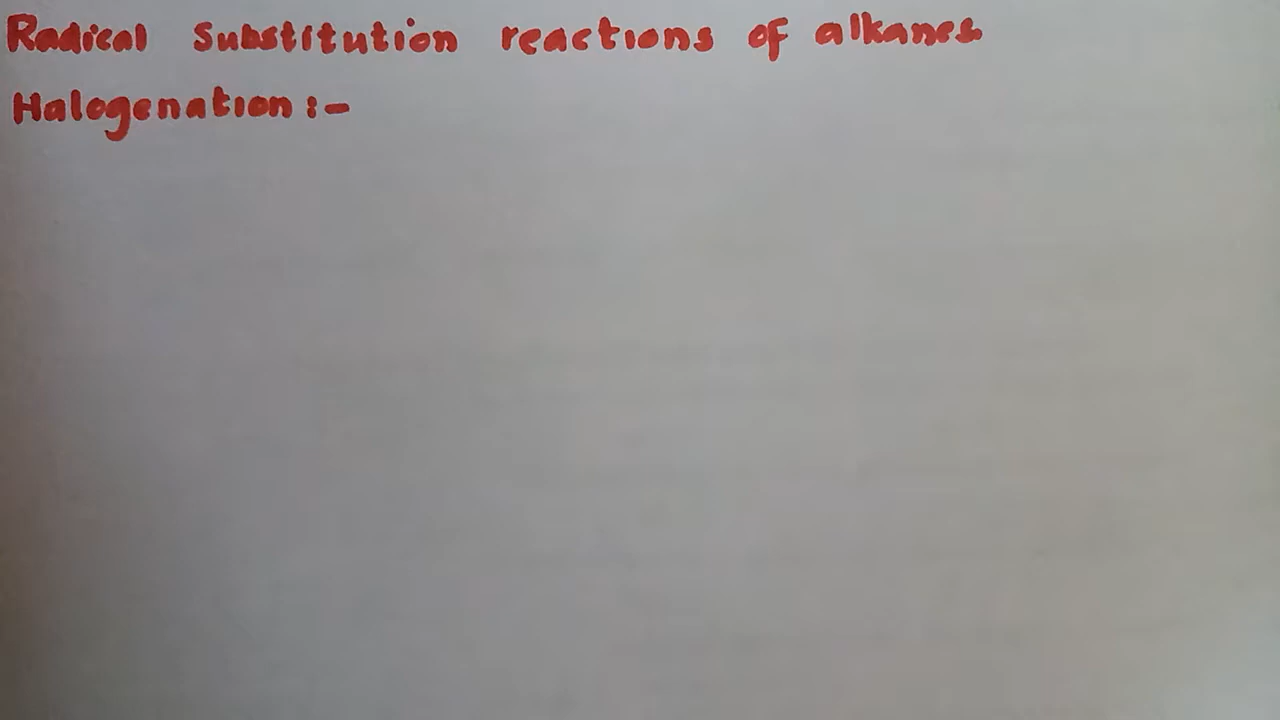 Radical Substitution reactions of alkanes.
Halogenation :-